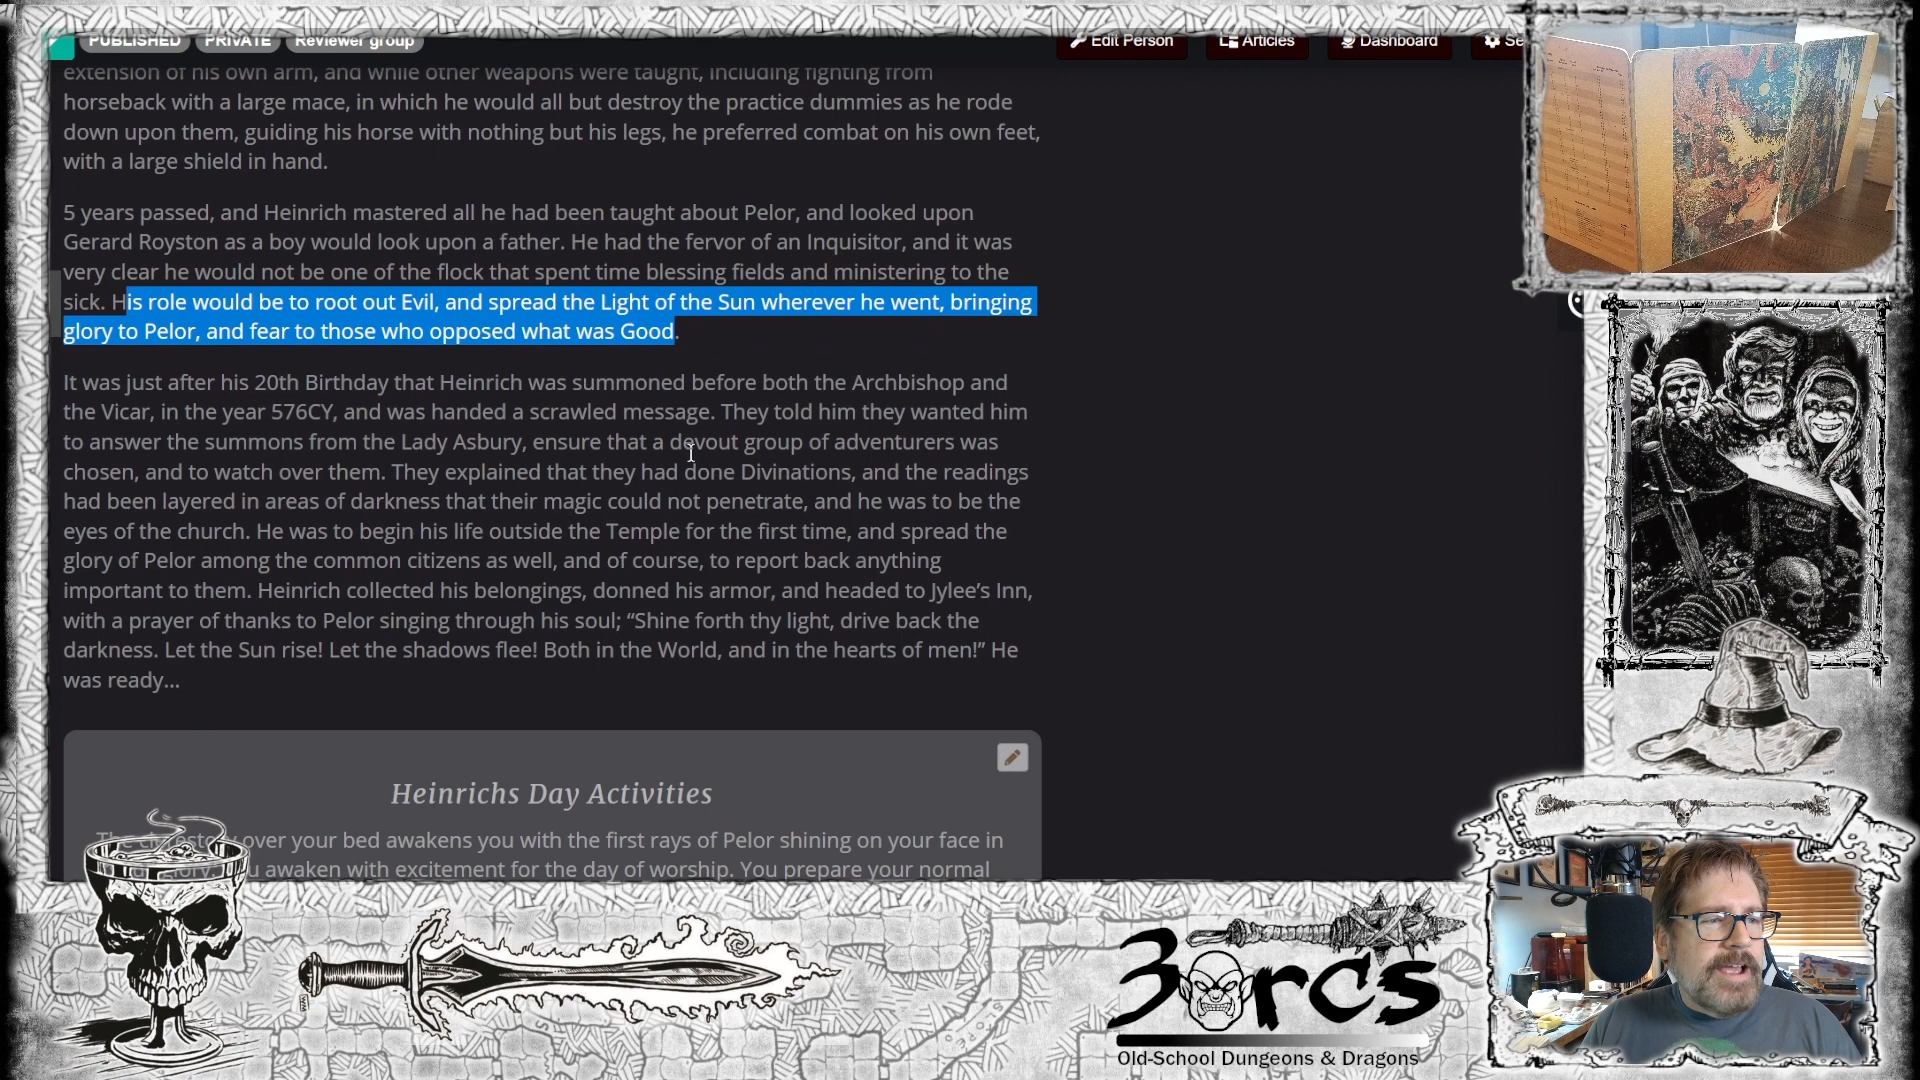 PUBLISHED PRIVATE Reviewer group
Edit Person Articles Dashboard Se
extension of his own arm, and while other weapons were taught, including fighting from
horseback with a large mace, in which he would all but destroy the practice dummies as he rode
down upon them, guiding his horse with nothing but his legs, he preferred combat on his own feet,
with a large shield in hand.
5 years passed, and Heinrich mastered all he had been taught about Pelor, and looked upon
Gerard Royston as a boy would look upon a father. He had the fervor of an Inquisitor, and it was
very clear he would not be one of the flock that spent time blessing fields and ministering to the
sick. His role would be to root out Evil, and spread the Light of the Sun wherever he went, bringing
glory to Pelor, and fear to those who opposed what was Good.
It was just after his 20th Birthday that Heinrich was summoned before both the Archbishop and
the Vicar, in the year 576CY, and was handed a scrawled message. They told him they wanted him
to answer the summons from the Lady Asbury, ensure that a devout group of adventurers was
chosen, and to watch over them. They explained that they had done Divinations, and the readings
had been layered in areas of darkness that their magic could not penetrate, and he was to be the
eyes of the church. He was to begin his life outside the Temple for the first time, and spread the
glory of Pelor among the common citizens as well, and of course, to report back anything
important to them. Heinrich collected his belongings, donned his armor, and headed to Jylee’s Inn,
with a prayer of thanks to Pelor singing through his soul; “Shine forth thy light, drive back the
darkness. Let the Sun rise! Let the shadows flee! Both in the World, and in the hearts of men!” He
was ready...
Heinrichs Day Activities
over your bed awakens you with the first rays of Pelor shining on your face in
awaken with excitement for the day of worship. You prepare your normal
3orcs
Old-School Dungeons & Dragons